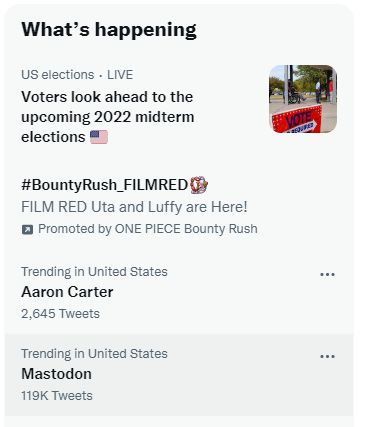 What's happening
US elections · LIVE
Voters look ahead to the
upcoming 2022 midterm
elections
VOTE
#BountyRush_FILMRED
FILM RED Uta and Luffy are Here!
Promoted by ONE PIECE Bounty Rush
Trending in United States
Aaron Carter
2,645 Tweets
Trending in United States
Mastodon
119K Tweets